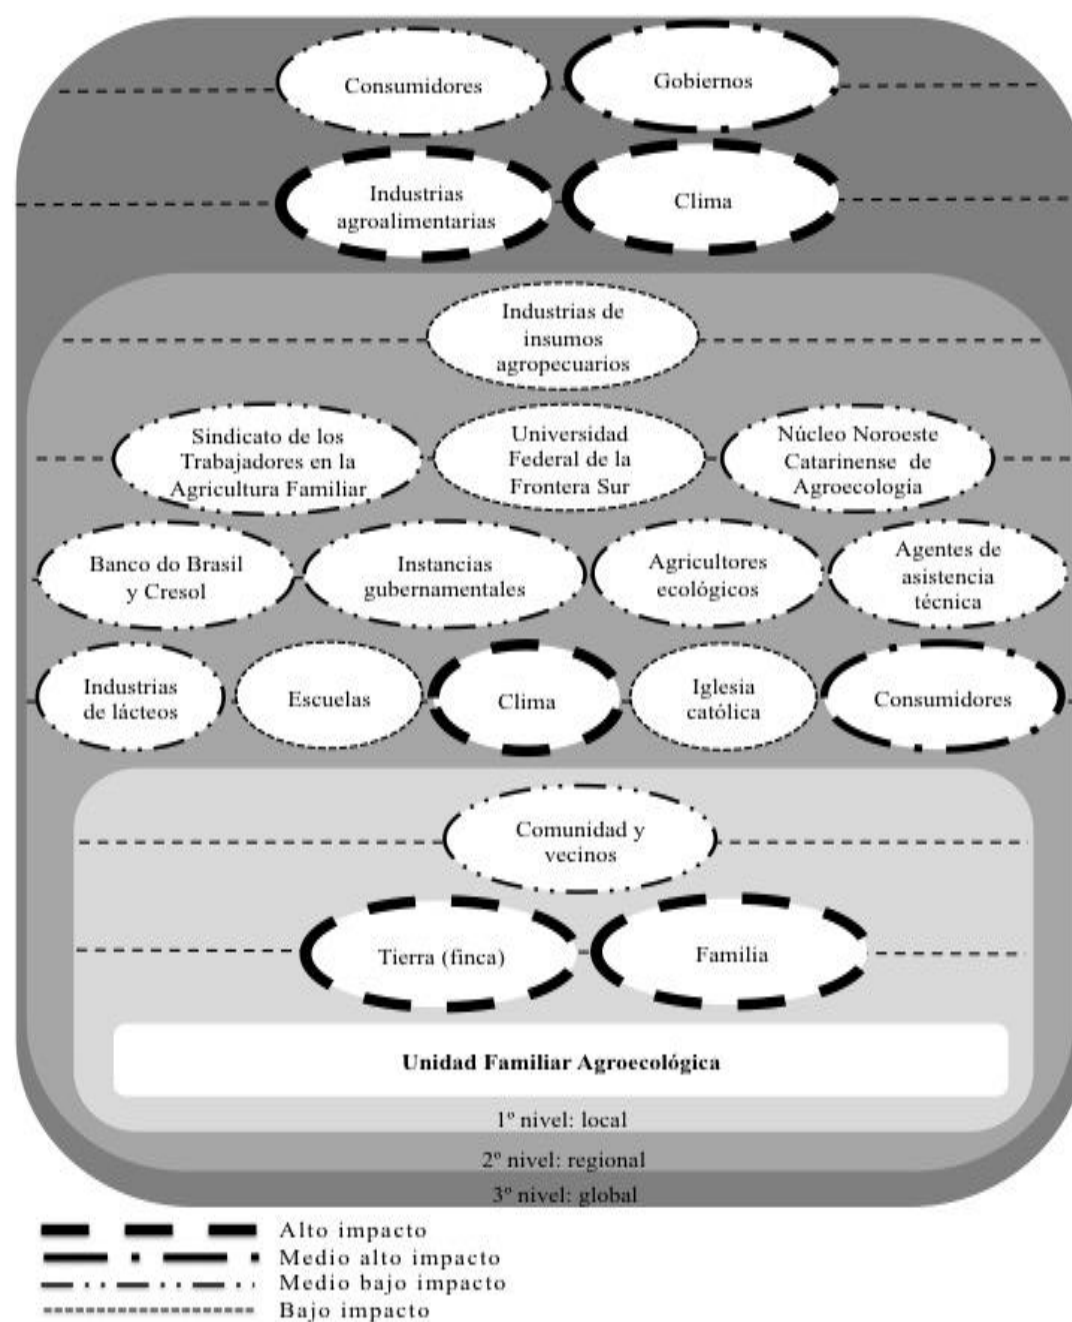 Consumidores
Gobiernos
Industrias
agroalimentarias
Clima
Industrias de
insumos
agropecuarios
Sindicato de los
Trabajadores en la
Agricultura Familiar
Universidad
Federal de la
Frontera Sur
Núcleo Noroeste
Catarinense de
Agroecologia
Banco do Brasil
y Cresol
Instancias
gubernamentales
Agricultores
ecológicos
Agentes de
asistencia
técnica
Industrias
de lácteos
Escuelas
Clima
Iglesia
católica
Consumidores
Comunidad y
vecinos
Tierra (finca)
Familia
Unidad Familiar Agroecológica
1º nivel: local
2º nivel: regional
3º nivel: global
Alto impacto
Medio alto impacto
Medio bajo impacto
Bajo impacto